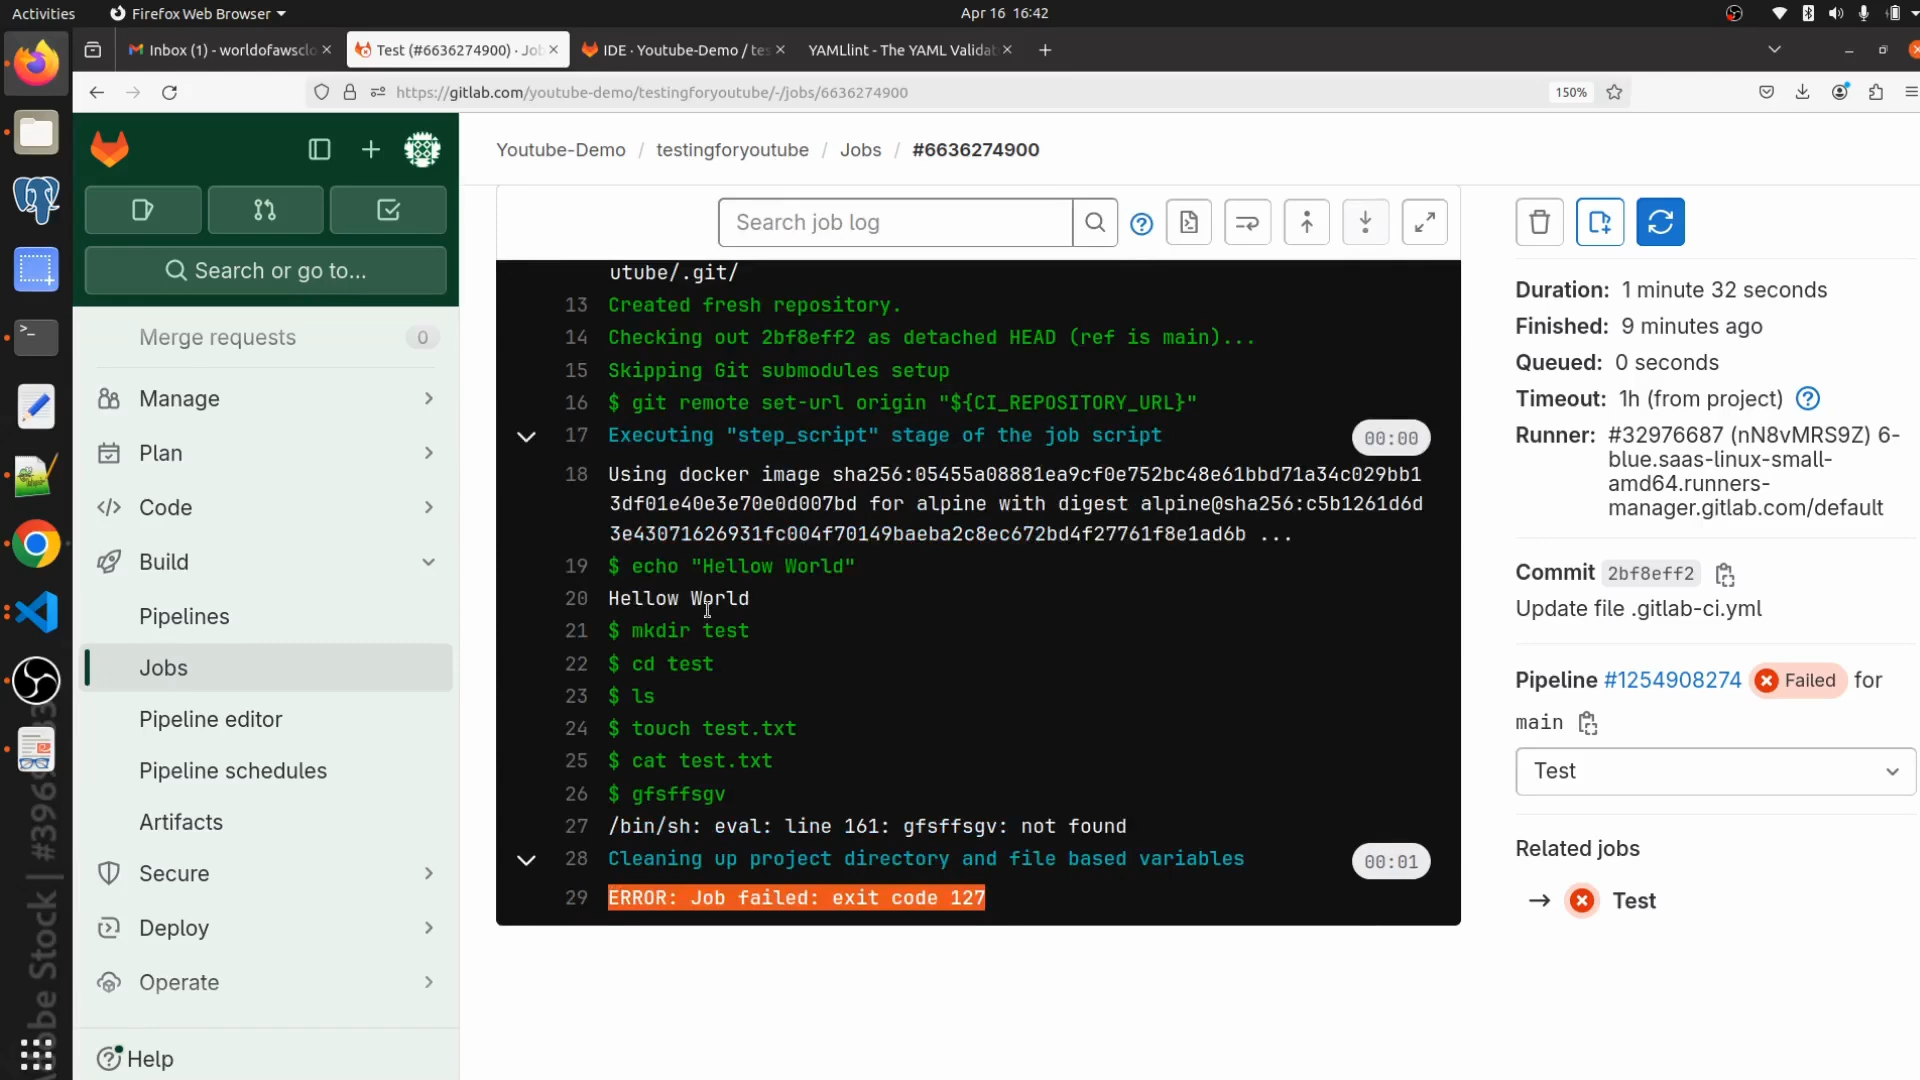 Activities
Firefox Web Browser
Apr 16 16:42
Inbox (1) - worldofawsclo
Test (#6636274900) · Jo
IDE · Youtube-Demo / tes
YAMLlint - The YAML Validat
https://gitlab.com/youtube-demo/testingforyoutube/-/jobs/6636274900
150%
Youtube-Demo / testingforyoutube / Jobs / #6636274900
Search or go to...
Merge requests 0
Manage
Plan
Code
Build
Pipelines
Jobs
Pipeline editor
Pipeline schedules
Artifacts
Secure
Deploy
Operate
Help
Search job log
utube/.git/
13 Created fresh repository.
14 Checking out 2bf8eff2 as detached HEAD (ref is main)...
15 Skipping Git submodules setup
16 $ git remote set-url origin "${CI_REPOSITORY_URL}"
17 Executing "step_script" stage of the job script 00:00
18 Using docker image sha256:05455a08881ea9cf0e752bc48e61bbd71a34c029bb1
3df01e40e3e70e0d007bd for alpine with digest alpine@sha256:c5b1261d6d
3e43071626931fc004f70149baeba2c8ec672bd4f27761f8e1ad6b ...
19 $ echo "Hellow World"
20 Hellow World
21 $ mkdir test
22 $ cd test
23 $ ls
24 $ touch test.txt
25 $ cat test.txt
26 $ gfsffsgv
27 /bin/sh: eval: line 161: gfsffsgv: not found
28 Cleaning up project directory and file based variables 00:01
29 ERROR: Job failed: exit code 127
Duration: 1 minute 32 seconds
Finished: 9 minutes ago
Queued: 0 seconds
Timeout: 1h (from project)
Runner: #32976687 (nN8vMRS9Z) 6-
blue.saas-linux-small-
amd64.runners-
manager.gitlab.com/default
Commit 2bf8eff2
Update file .gitlab-ci.yml
Pipeline #1254908274 Failed for
main
Test
Related jobs
Test